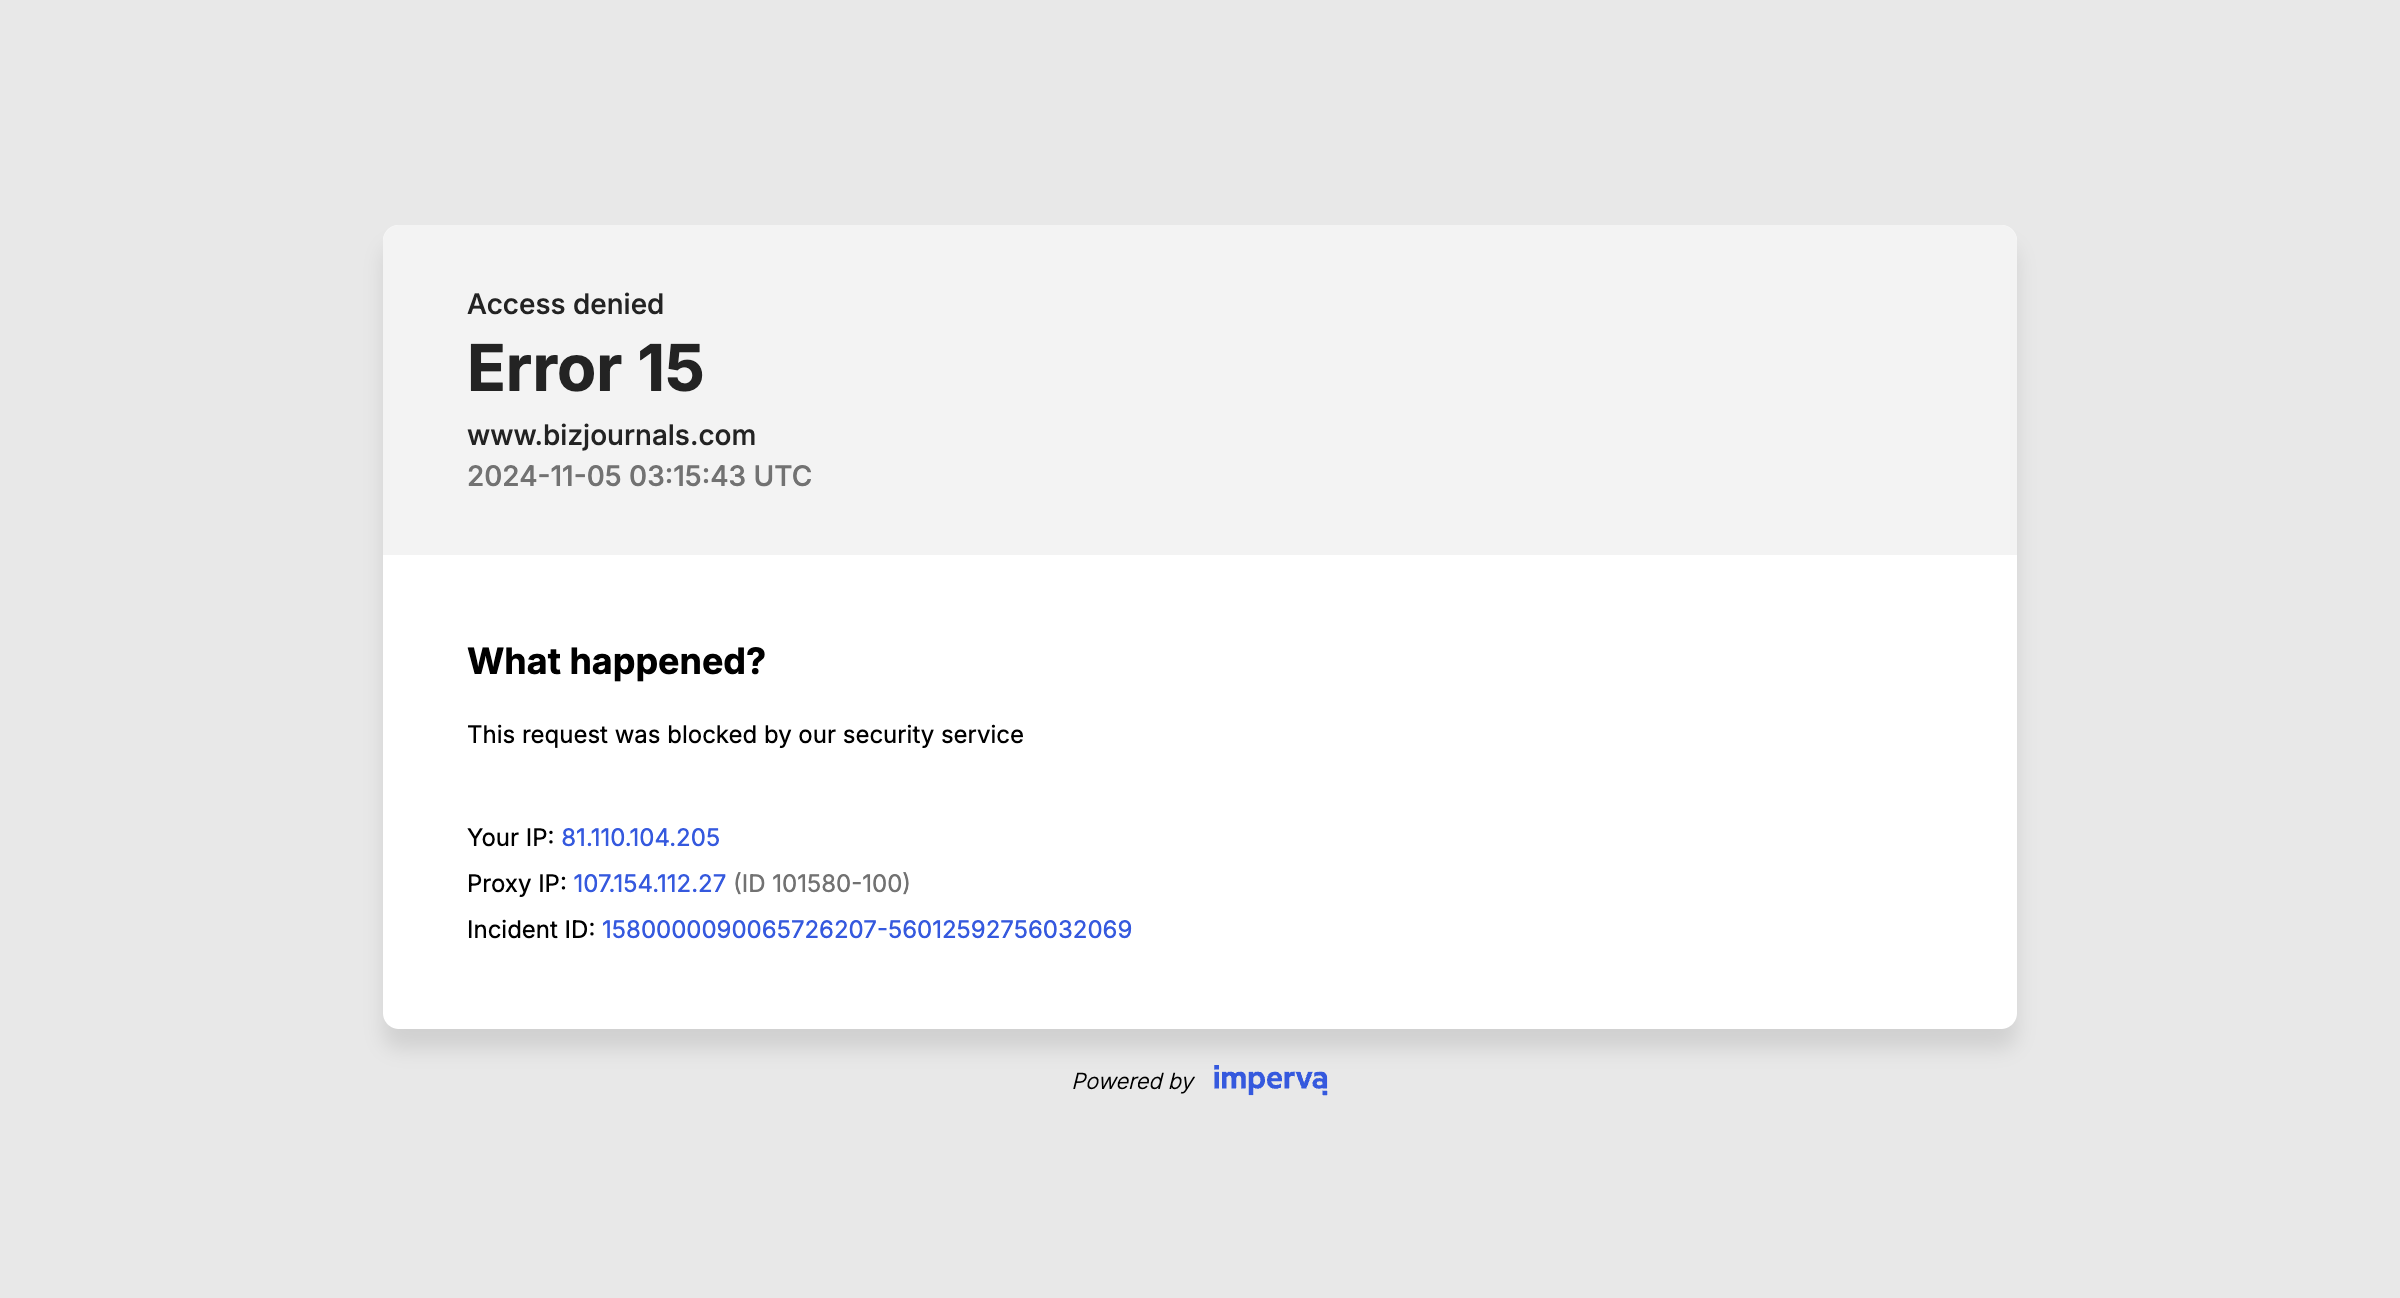 Access denied
Error 15
www.bizjournals.com
2024-11-05 03:15:43 UTC
What happened?
This request was blocked by our security service
Your IP: 81.110.104.205
Proxy IP: 107.154.112.27 (ID 101580-100)
Incident ID: 1580000090065726207-56012592756032069
Powered by imperva